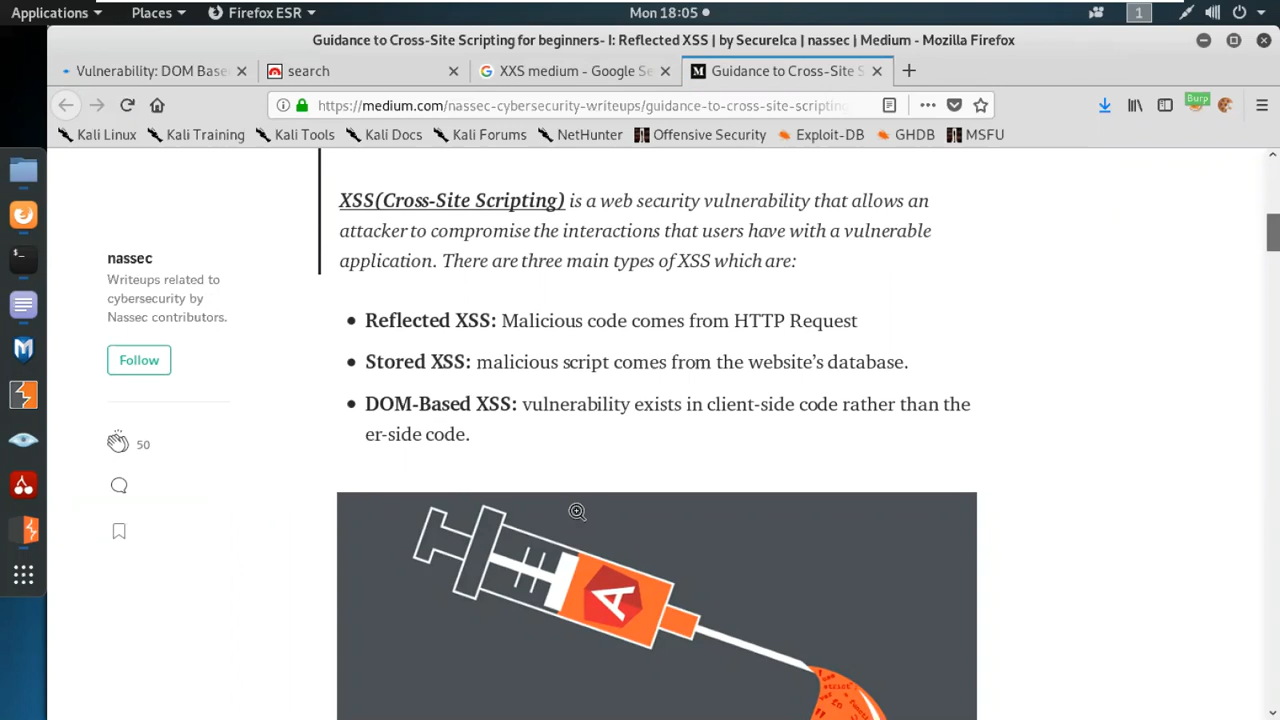 Applications Places Firefox ESR Mon 18:05 1
Guidance to Cross-Site Scripting for beginners- I: Reflected XSS | by SecureIca | nassec | Medium - Mozilla Firefox
Vulnerability: DOM Base search XXS medium - Google Se Guidance to Cross-Site S
https://medium.com/nassec-cybersecurity-writeups/guidance-to-cross-site-scripting Burp
Kali Linux Kali Training Kali Tools Kali Docs Kali Forums NetHunter Offensive Security Exploit-DB GHDB MSFU
XSS(Cross-Site Scripting) is a web security vulnerability that allows an
attacker to compromise the interactions that users have with a vulnerable
application. There are three main types of XSS which are:
nassec
Writeups related to
cybersecurity by
Nassec contributors.
Follow
50
Reflected XSS: Malicious code comes from HTTP Request
Stored XSS: malicious script comes from the website's database.
DOM-Based XSS: vulnerability exists in client-side code rather than the
er-side code.
A